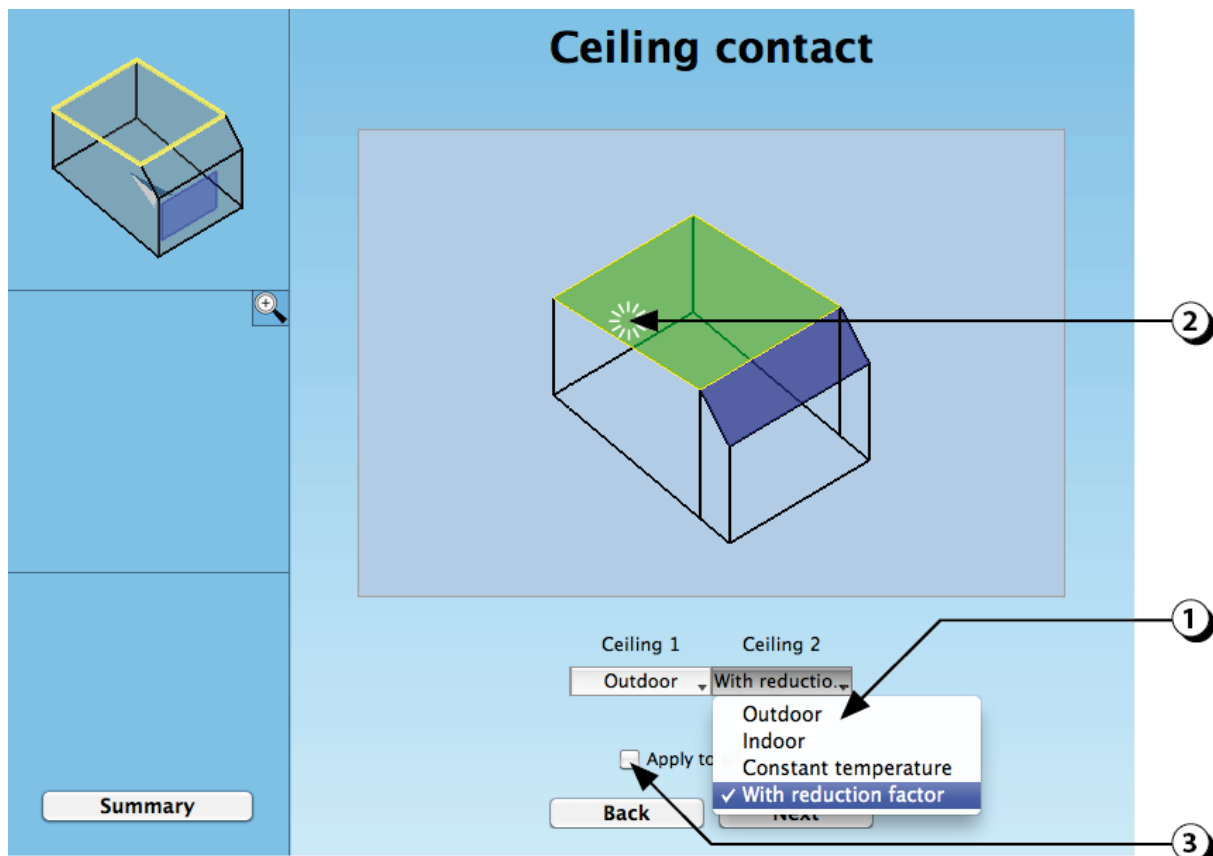 Ceiling contact
2
1
Ceiling 1 Ceiling 2
Outdoor With reductio..
Outdoor
Indoor
Constant temperature
Apply to
✓ With reduction factor
Summary
Back Next
3